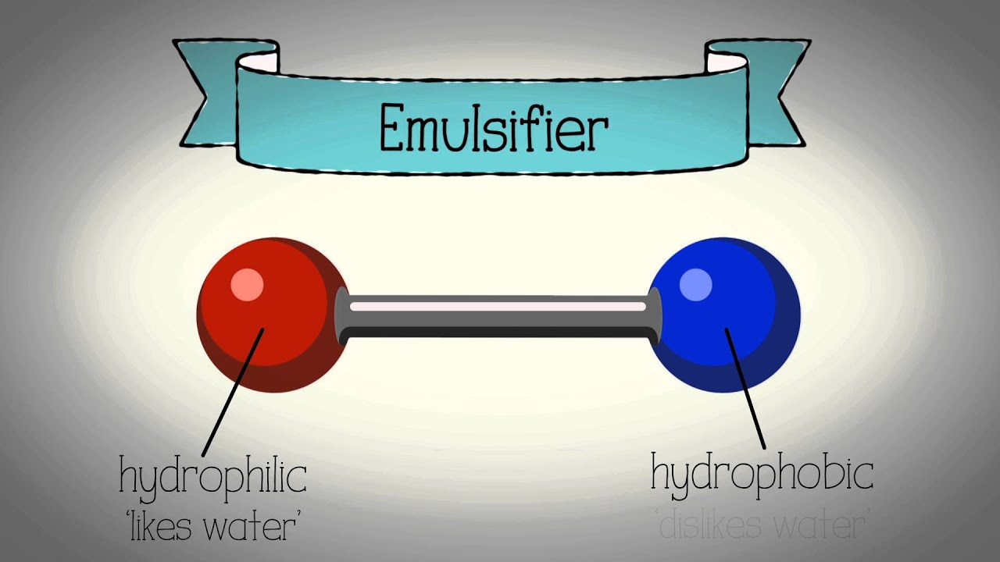 Emulsifier
hydrophilic
‘likes water’
hydrophobic
‘dislikes water’